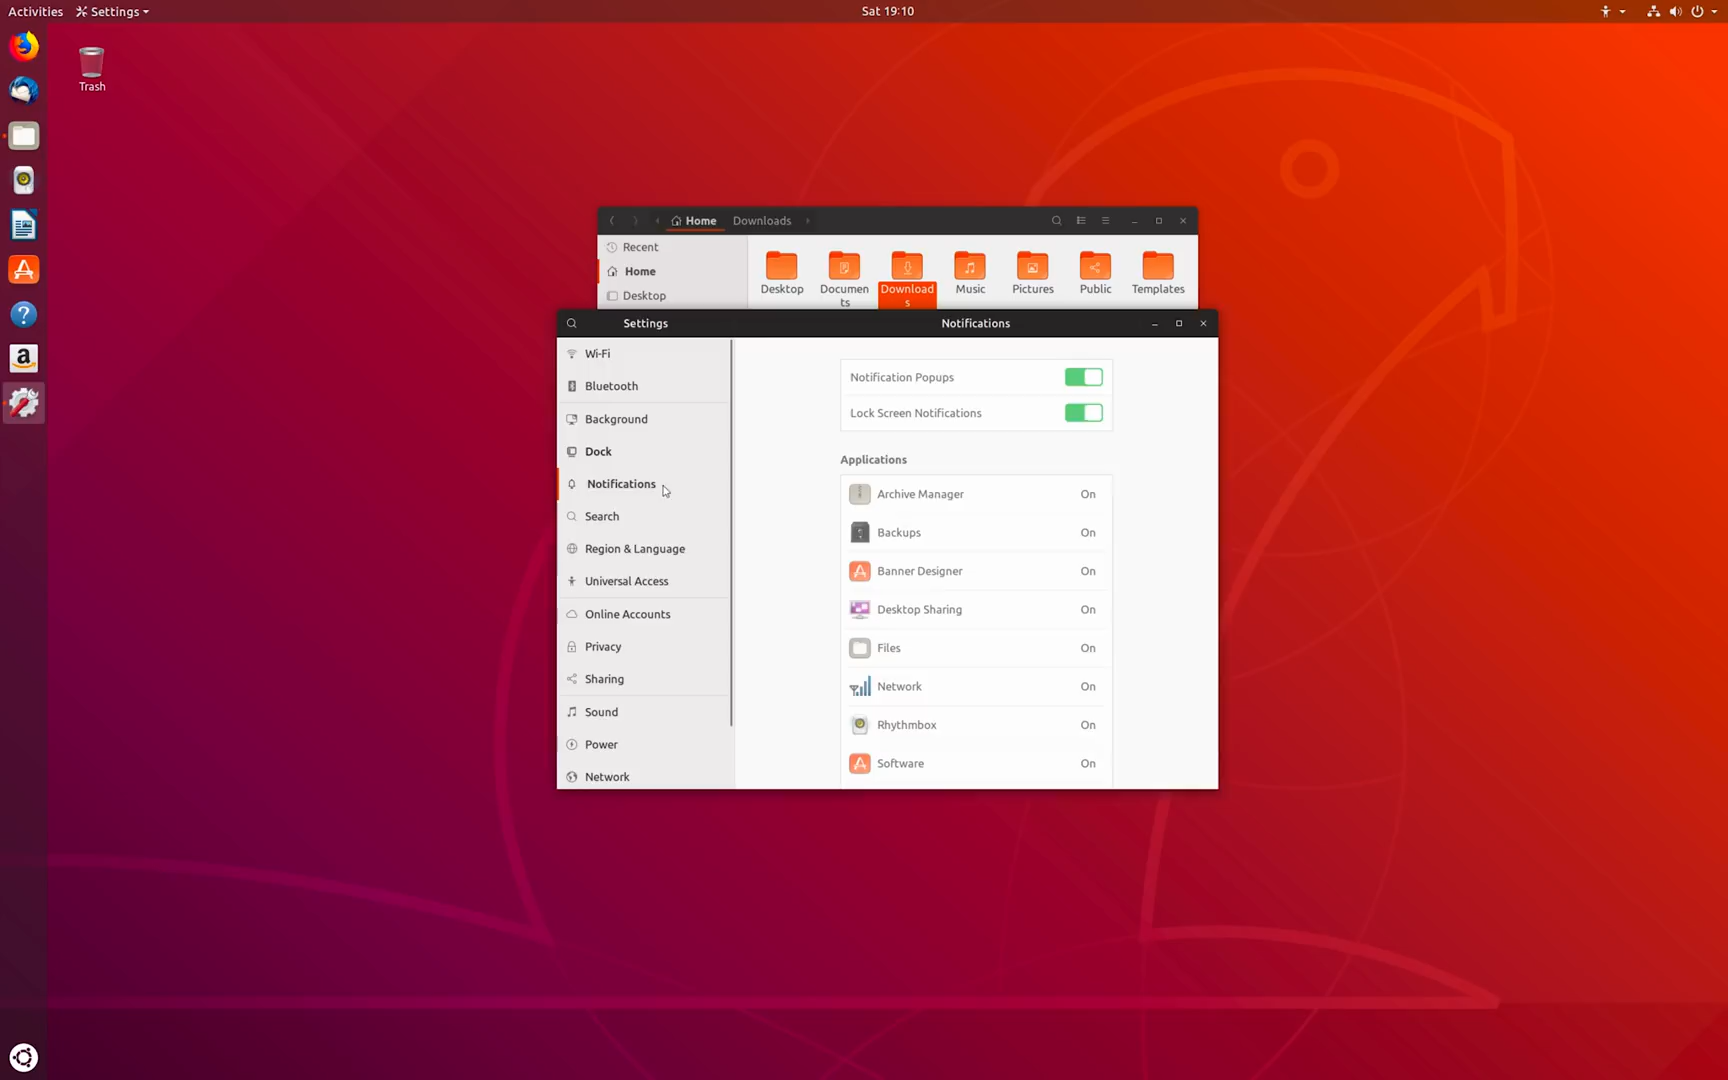 Activities Settings Sat 19:10
Trash
Home Downloads
Recent
Home
Desktop
Desktop Documen
ts Download
s Music Pictures Public Templates
Settings Notifications
Wi-Fi
Bluetooth
Background
Dock
Notifications
Search
Region & Language
Universal Access
Online Accounts
Privacy
Sharing
Sound
Power
Network
Notification Popups
Lock Screen Notifications
Applications
Archive Manager On
Backups On
Banner Designer On
Desktop Sharing On
Files On
Network On
Rhythmbox On
Software On